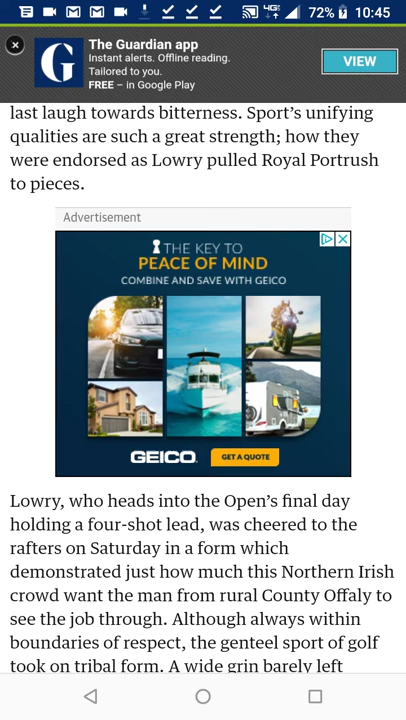 4G
72%
10:45
The Guardian app
Instant alerts. Offline reading.
Tailored to you.
FREE – in Google Play
VIEW
G
last laugh towards bitterness. Sport’s unifying
qualities are such a great strength; how they
were endorsed as Lowry pulled Royal Portrush
to pieces.
Advertisement
THE KEY TO
PEACE OF MIND
COMBINE AND SAVE WITH GEICO
GEICO.
GET A QUOTE
Lowry, who heads into the Open’s final day
holding a four-shot lead, was cheered to the
rafters on Saturday in a form which
demonstrated just how much this Northern Irish
crowd want the man from rural County Offaly to
see the job through. Although always within
boundaries of respect, the genteel sport of golf
took on tribal form. A wide grin barely left